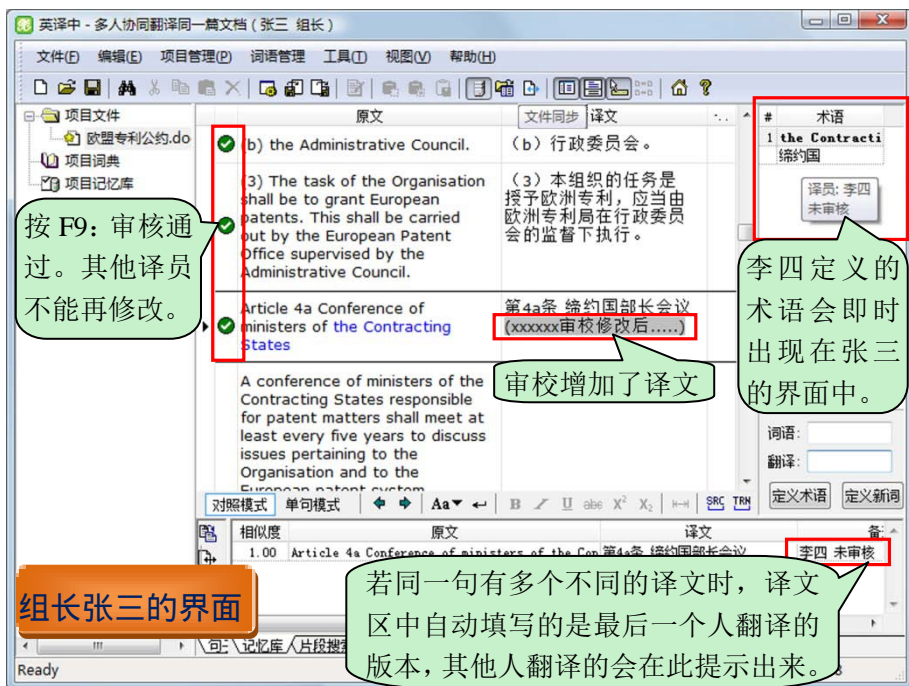 英译中 - 多人协同翻译同一篇文档 ( 张三 组长 )
文件(F) 编辑(E) 项目管理(P) 词语管理 工具(T) 视图(V) 帮助(H)
项目文件
欧盟专利公约.do
项目词典
项目记忆库
原文
文件同步
译文
(b) the Administrative Council.
（b）行政委员会。
(3) The task of the Organisation
shall be to grant European
patents. This shall be carried
out by the European Patent
Office supervised by the
Administrative Council.
（3）本组织的任务是
授予欧洲专利，应当由
欧洲专利局在行政委员
会的监督下执行。
Article 4a Conference of
ministers of the Contracting
States
第4a条 缔约国部长会议
(xxxxxx审校修改后.....)
A conference of ministers of the
Contracting States responsible
for patent matters shall meet at
least every five years to discuss
issues pertaining to the
Organisation and to the
European patent system
按 F9：审核通
过。其他译员
不能再修改。
审校增加了译文
# 术语
1 the Contracti
缔约国
译员: 李四
未审核
李四定义的
术语会即时
出现在张三
的界面中。
词语:
翻译:
定义术语 定义新词
对照模式 单句模式 Aa B I U abc X² X₂ SRC TRN
相似度 原文 译文 备
1.00 Article 4a Conference of ministers of the Con 第4a条 缔约国部长会议 李四 未审核
组长张三的界面
若同一句有多个不同的译文时，译文
区中自动填写的是最后一个人翻译的
版本，其他人翻译的会在此提示出来。
记忆库 片段搜索
Ready